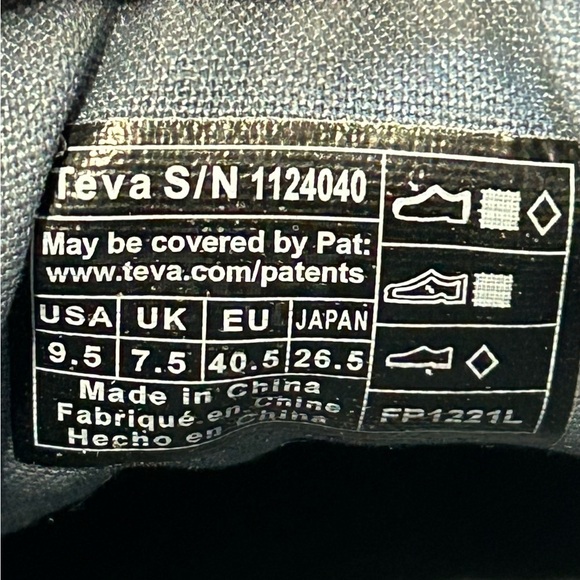 Teva S/N 1124040
May be covered by Pat:
www.teva.com/patents
USA UK EU JAPAN
9.5 7.5 40.5 26.5
Made in China
Fabriqué en Chine
Hecho en China
FP1221L